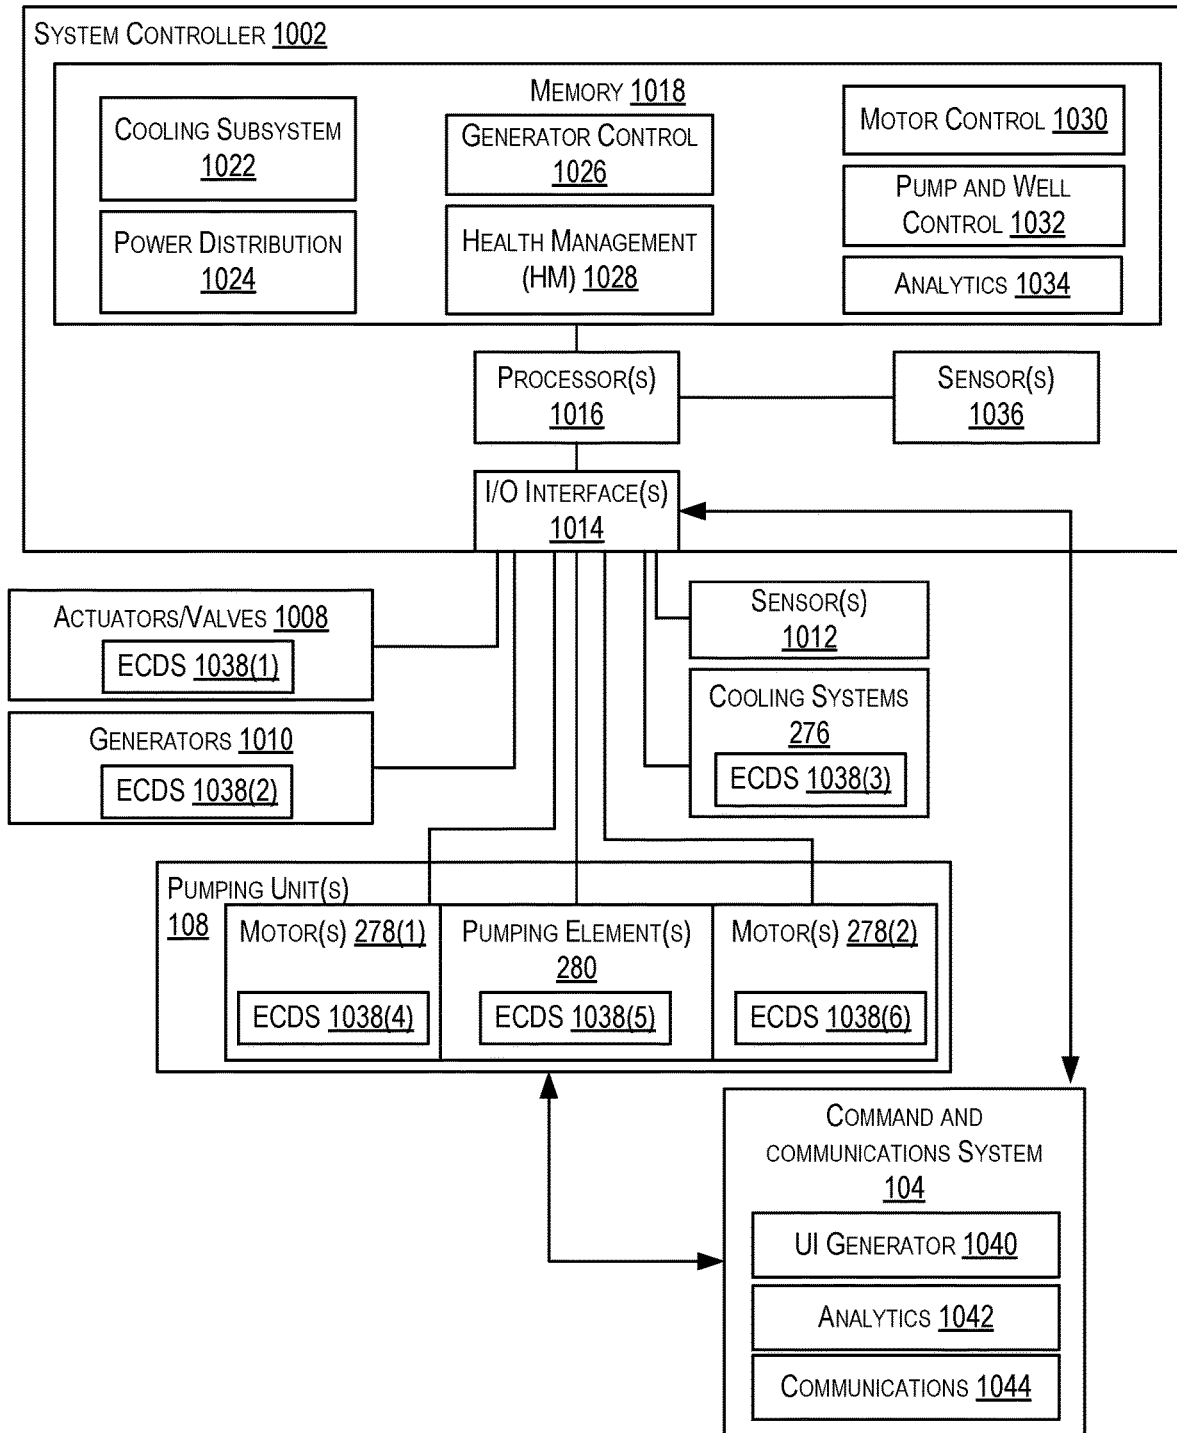 SYSTEM CONTROLLER 1002
MEMORY 1018
COOLING SUBSYSTEM
1022
POWER DISTRIBUTION
1024
GENERATOR CONTROL
1026
HEALTH MANAGEMENT
(HM) 1028
MOTOR CONTROL 1030
PUMP AND WELL
CONTROL 1032
ANALYTICS 1034
PROCESSOR(S)
1016
SENSOR(S)
1036
I/O INTERFACE(S)
1014
ACTUATORS/VALVES 1008
ECDS 1038(1)
GENERATORS 1010
ECDS 1038(2)
SENSOR(S)
1012
COOLING SYSTEMS
276
ECDS 1038(3)
PUMPING UNIT(S)
108
MOTOR(S) 278(1)
ECDS 1038(4)
PUMPING ELEMENT(S)
280
ECDS 1038(5)
MOTOR(S) 278(2)
ECDS 1038(6)
COMMAND AND
COMMUNICATIONS SYSTEM
104
UI GENERATOR 1040
ANALYTICS 1042
COMMUNICATIONS 1044